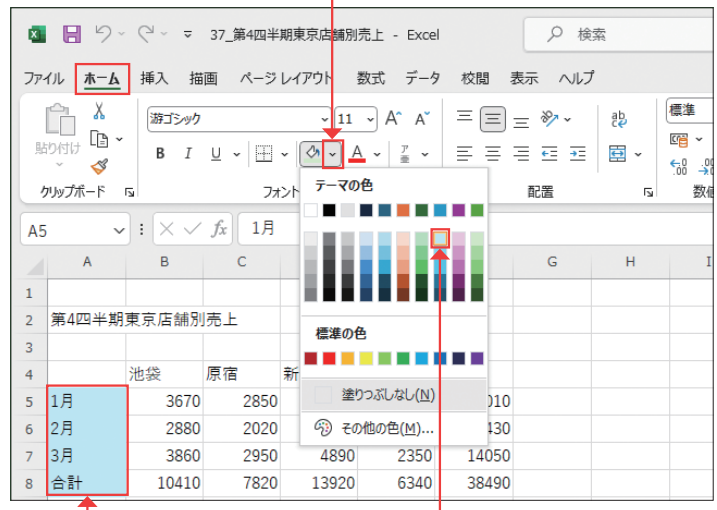 37_第4四半期東京店舗別売上 - Excel
検索
ファイル ホーム 挿入 描画 ページレイアウト 数式 データ 校閲 表示 ヘルプ
貼り付け
游ゴシック 11 A^ A˅
B I U A ア亜
ab
標準
クリップボード フォント 配置 数値
テーマの色
標準の色
塗りつぶしなし(N)
その他の色(M)...
A5 fx 1月
A B C G H I
1
2 第4四半期東京店舗別売上
3
4 池袋 原宿 新
5 1月 3670 2850 010
6 2月 2880 2020 430
7 3月 3860 2950 4890 2350 14050
8 合計 10410 7820 13920 6340 38490